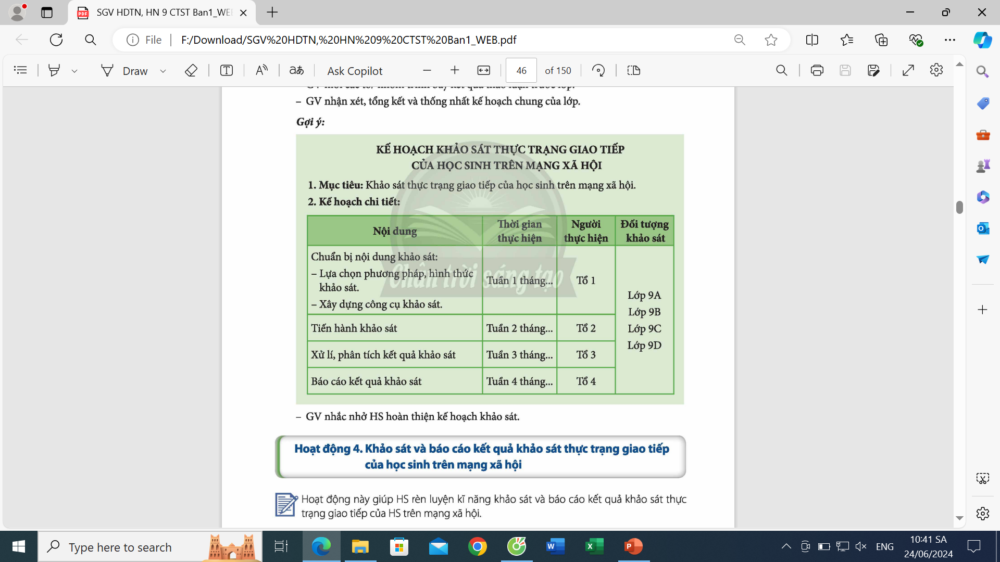 SGV HDTN, HN 9 CTST Ban1_WEB
File
F:/Download/SGV%20HDTN,%20HN%209%20CTST%20Ban1_WEB.pdf
Draw
Ask Copilot
46
of 150
– GV nhận xét, tổng kết và thống nhất kế hoạch chung của lớp.
Gợi ý:
KẾ HOẠCH KHẢO SÁT THỰC TRẠNG GIAO TIẾP
CỦA HỌC SINH TRÊN MẠNG XÃ HỘI
1. Mục tiêu: Khảo sát thực trạng giao tiếp của học sinh trên mạng xã hội.
2. Kế hoạch chi tiết:
Nội dung
Thời gian
thực hiện
Người
thực hiện
Đối tượng
khảo sát
Chuẩn bị nội dung khảo sát:
– Lựa chọn phương pháp, hình thức
khảo sát.
– Xây dựng công cụ khảo sát.
Tuần 1 tháng...
Tổ 1
Lớp 9A
Lớp 9B
Lớp 9C
Lớp 9D
Tiến hành khảo sát
Tuần 2 tháng...
Tổ 2
Xử lí, phân tích kết quả khảo sát
Tuần 3 tháng...
Tổ 3
Báo cáo kết quả khảo sát
Tuần 4 tháng...
Tổ 4
Chân trời sáng tạo
– GV nhắc nhở HS hoàn thiện kế hoạch khảo sát.
Hoạt động 4. Khảo sát và báo cáo kết quả khảo sát thực trạng giao tiếp
của học sinh trên mạng xã hội
Hoạt động này giúp HS rèn luyện kĩ năng khảo sát và báo cáo kết quả khảo sát thực
trạng giao tiếp của HS trên mạng xã hội.
Type here to search
ENG
10:41 SA
24/06/2024